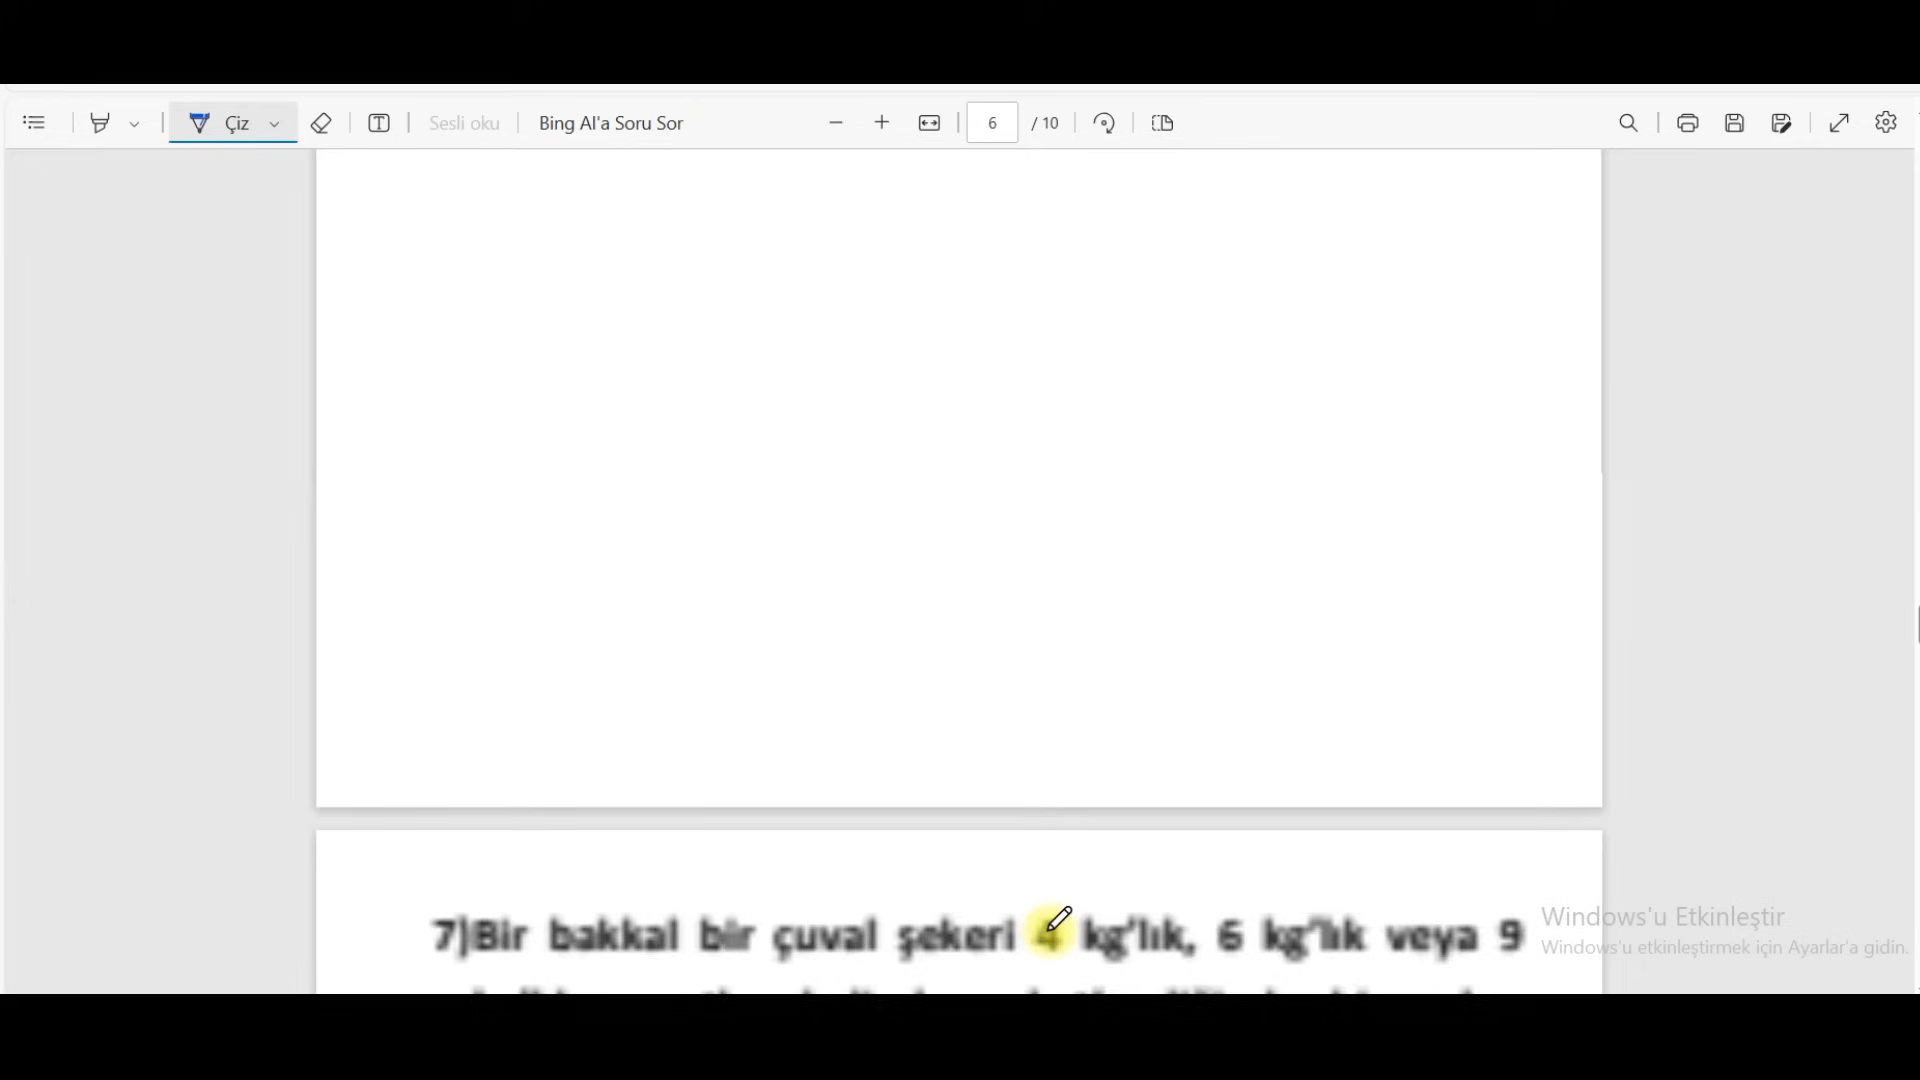 Çiz
Sesli oku
Bing AI'a Soru Sor
6 / 10
7)Bir bakkal bir çuval şekeri 4 kg'lık, 6 kg'lık veya 9
Windows'u Etkinleştir
Windows'u etkinleştirmek için Ayarlar'a gidin.